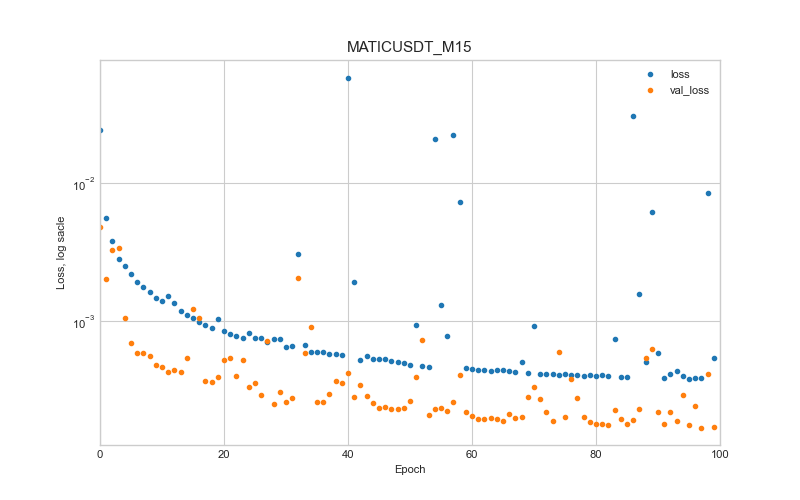 MATICUSDT_M15
loss
val_loss
Loss, log sacle
10⁻²
10⁻³
0 20 40 60 80 100
Epoch